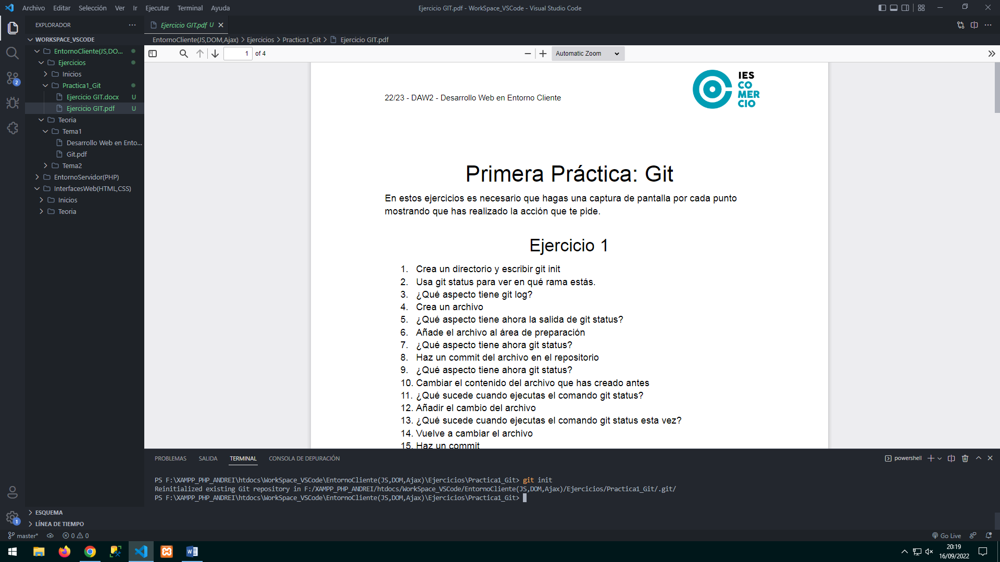 Archivo Editar Selección Ver Ir Ejecutar Terminal Ayuda
Ejercicio GIT.pdf - WorkSpace_VSCode - Visual Studio Code
EXPLORADOR
WORKSPACE_VSCODE
EntornoCliente(JS,DO...
Ejercicios
Inicios
Practica1_Git
Ejercicio GIT.docx U
Ejercicio GIT.pdf U
Teoria
Tema1
Desarrollo Web en Ento...
Git.pdf
Tema2
EntornoServidor(PHP)
InterfacesWeb(HTML,CSS)
Inicios
Teoria
2
1
ESQUEMA
LÍNEA DE TIEMPO
Ejercicio GIT.pdf U
EntornoCliente(JS,DOM,Ajax) > Ejercicios > Practica1_Git > Ejercicio GIT.pdf
1 of 4
Automatic Zoom
22/23 - DAW2 - Desarrollo Web en Entorno Cliente
IES
CO
MER
CIO
Primera Práctica: Git
En estos ejercicios es necesario que hagas una captura de pantalla por cada punto
mostrando que has realizado la acción que te pide.
Ejercicio 1
1. Crea un directorio y escribir git init
2. Usa git status para ver en qué rama estás.
3. ¿Qué aspecto tiene git log?
4. Crea un archivo
5. ¿Qué aspecto tiene ahora la salida de git status?
6. Añade el archivo al área de preparación
7. ¿Qué aspecto tiene ahora git status?
8. Haz un commit del archivo en el repositorio
9. ¿Qué aspecto tiene ahora git status?
10. Cambiar el contenido del archivo que has creado antes
11. ¿Qué sucede cuando ejecutas el comando git status?
12. Añadir el cambio del archivo
13. ¿Qué sucede cuando ejecutas el comando git status esta vez?
14. Vuelve a cambiar el archivo
15. Haz un commit
PROBLEMAS SALIDA TERMINAL CONSOLA DE DEPURACIÓN
powershell
PS F:\XAMPP_PHP_ANDREI\htdocs\WorkSpace_VSCode\EntornoCliente(JS,DOM,Ajax)\Ejercicios\Practica1_Git> git init
Reinitialized existing Git repository in F:/XAMPP_PHP_ANDREI/htdocs/WorkSpace_VSCode/EntornoCliente(JS,DOM,Ajax)/Ejercicios/Practica1_Git/.git/
PS F:\XAMPP_PHP_ANDREI\htdocs\WorkSpace_VSCode\EntornoCliente(JS,DOM,Ajax)\Ejercicios\Practica1_Git>
master* 0 0
Go Live
20:19
16/09/2022